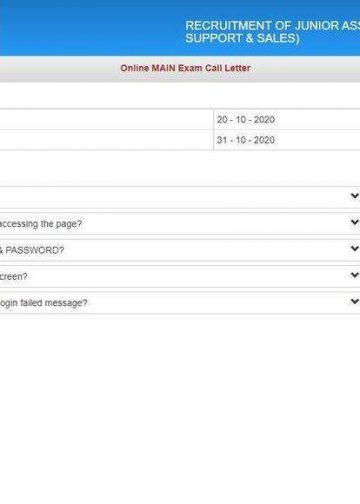 RECRUITMENT OF JUNIOR ASS
SUPPORT & SALES)
Online MAIN Exam Call Letter
20 - 10 - 2020
31 - 10 - 2020
accessing the page?
& PASSWORD?
creen?
ogin failed message?